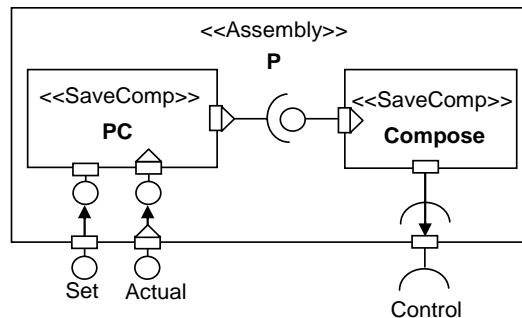 <<Assembly>>
P
<<SaveComp>>
PC
<<SaveComp>>
Compose
Set
Actual
Control